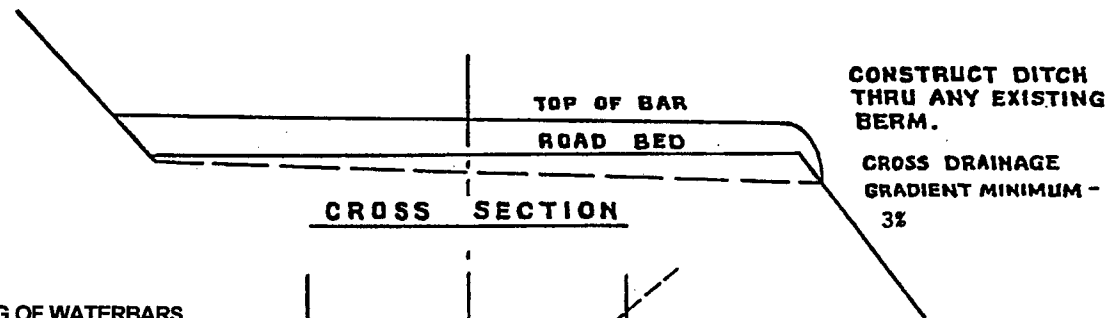 TOP OF BAR
ROAD BED
CROSS SECTION
CONSTRUCT DITCH
THRU ANY EXISTING
BERM.
CROSS DRAINAGE
GRADIENT MINIMUM -
3%
OF WATERBARS